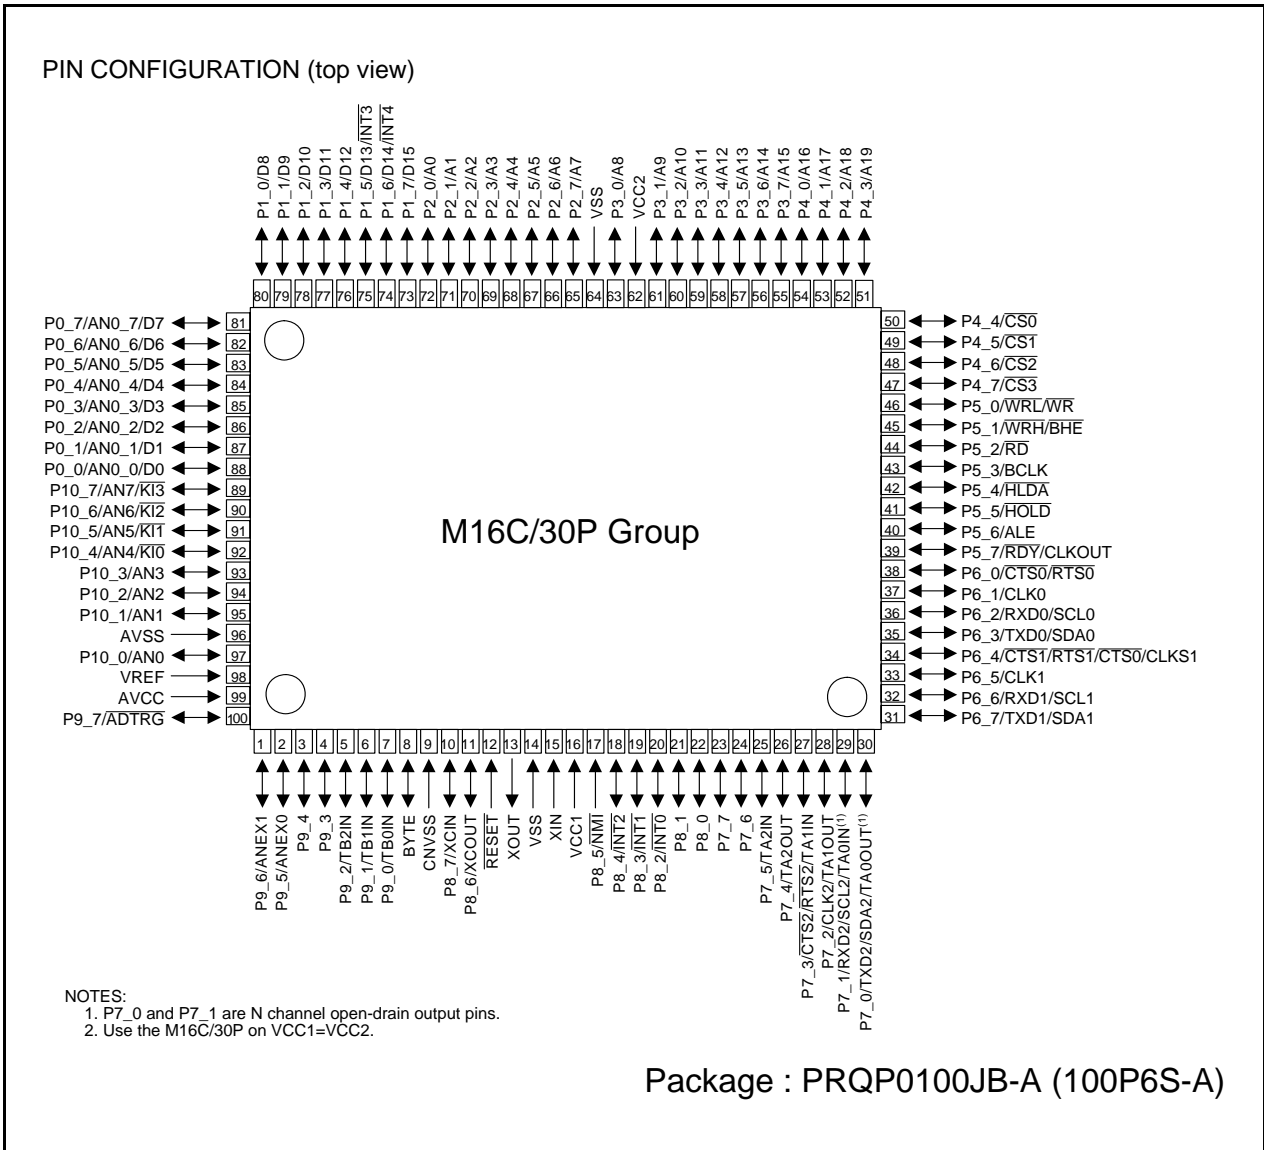 PIN CONFIGURATION (top view)
P1_0/D8
P1_1/D9
P1_2/D10
P1_3/D11
P1_4/D12
P1_5/D13/INT3
P1_6/D14/INT4
P1_7/D15
P2_0/A0
P2_1/A1
P2_2/A2
P2_3/A3
P2_4/A4
P2_5/A5
P2_6/A6
P2_7/A7
VSS
P3_0/A8
VCC2
P3_1/A9
P3_2/A10
P3_3/A11
P3_4/A12
P3_5/A13
P3_6/A14
P3_7/A15
P4_0/A16
P4_1/A17
P4_2/A18
P4_3/A19
80 79 78 77 76 75 74 73 72 71 70 69 68 67 66 65 64 63 62 61 60 59 58 57 56 55 54 53 52 51
P0_7/AN0_7/D7 81
P0_6/AN0_6/D6 82
P0_5/AN0_5/D5 83
P0_4/AN0_4/D4 84
P0_3/AN0_3/D3 85
P0_2/AN0_2/D2 86
P0_1/AN0_1/D1 87
P0_0/AN0_0/D0 88
P10_7/AN7/KI3 89
P10_6/AN6/KI2 90
P10_5/AN5/KI1 91
P10_4/AN4/KI0 92
P10_3/AN3 93
P10_2/AN2 94
P10_1/AN1 95
AVSS 96
P10_0/AN0 97
VREF 98
AVCC 99
P9_7/ADTRG 100
M16C/30P Group
50 P4_4/CS0
49 P4_5/CS1
48 P4_6/CS2
47 P4_7/CS3
46 P5_0/WRL/WR
45 P5_1/WRH/BHE
44 P5_2/RD
43 P5_3/BCLK
42 P5_4/HLDA
41 P5_5/HOLD
40 P5_6/ALE
39 P5_7/RDY/CLKOUT
38 P6_0/CTS0/RTS0
37 P6_1/CLK0
36 P6_2/RXD0/SCL0
35 P6_3/TXD0/SDA0
34 P6_4/CTS1/RTS1/CTS0/CLKS1
33 P6_5/CLK1
32 P6_6/RXD1/SCL1
31 P6_7/TXD1/SDA1
1 2 3 4 5 6 7 8 9 10 11 12 13 14 15 16 17 18 19 20 21 22 23 24 25 26 27 28 29 30
P9_6/ANEX1
P9_5/ANEX0
P9_4
P9_3
P9_2/TB2IN
P9_1/TB1IN
P9_0/TB0IN
BYTE
CNVSS
P8_7/XCIN
P8_6/XCOUT
RESET
XOUT
VSS
XIN
VCC1
P8_5/NMI
P8_4/INT2
P8_3/INT1
P8_2/INT0
P8_1
P8_0
P7_7
P7_6
P7_5/TA2IN
P7_4/TA2OUT
P7_3/CTS2/RTS2/TA1IN
P7_2/CLK2/TA1OUT
P7_1/RXD2/SCL2/TA0IN(1)
P7_0/TXD2/SDA2/TA0OUT(1)
NOTES:
1. P7_0 and P7_1 are N channel open-drain output pins.
2. Use the M16C/30P on VCC1=VCC2.
Package : PRQP0100JB-A (100P6S-A)